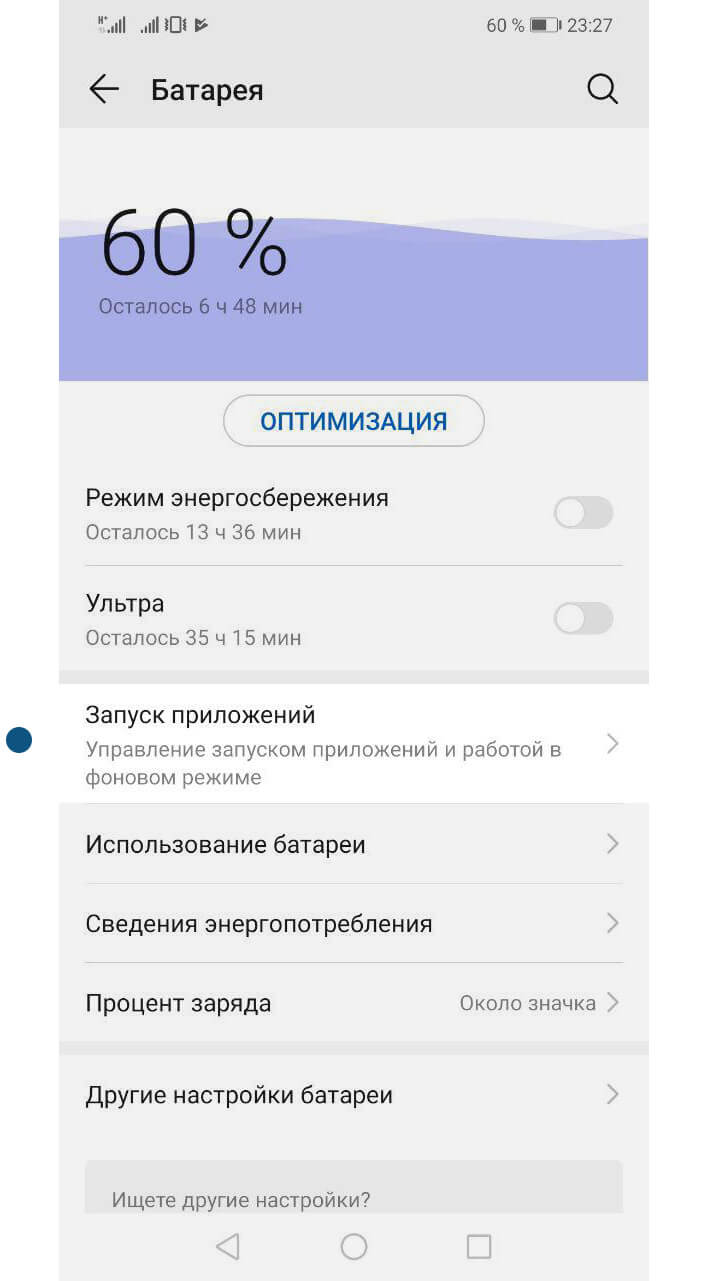 H+ 60 % 23:27
Батарея
60 %
Осталось 6 ч 48 мин
ОПТИМИЗАЦИЯ
Режим энергосбережения
Осталось 13 ч 36 мин
Ультра
Осталось 35 ч 15 мин
Запуск приложений
Управление запуском приложений и работой в
фоновом режиме
Использование батареи
Сведения энергопотребления
Процент заряда Около значка
Другие настройки батареи
Ищете другие настройки?